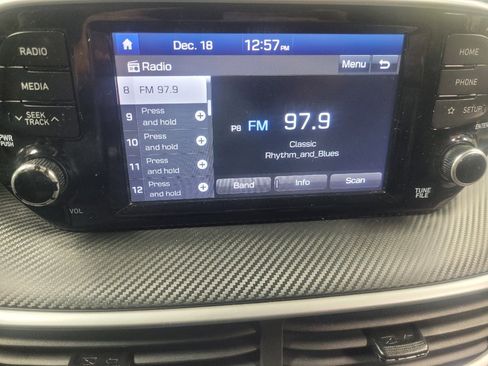 RADIO
MEDIA
SEEK
TRACK
PWR
PUSH
VOL
Dec. 18 12:57PM
Radio Menu
8 FM 97.9
9 Press
and hold
10 Press
and hold
11 Press
and hold
12 Press
and hold
P8 FM 97.9
Classic
Rhythm_and_Blues
Band Info Scan
HOME
PHONE
SETUP
ENTER
TUNE
FILE